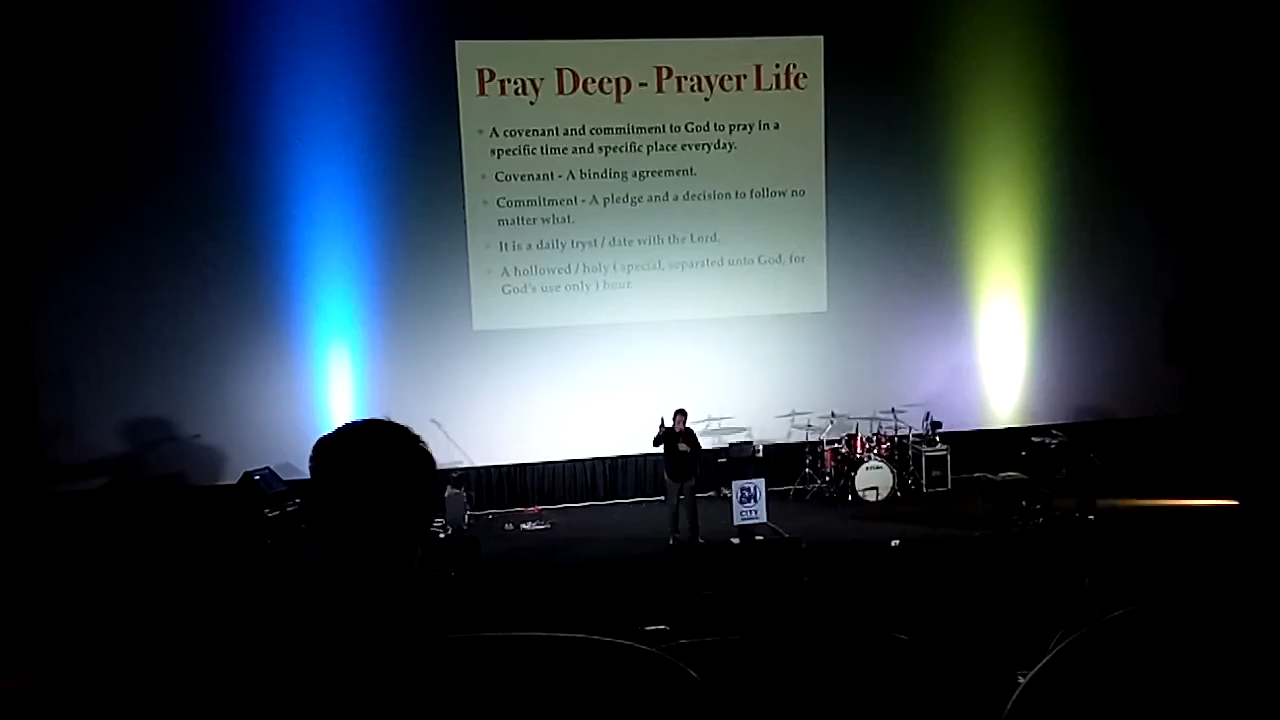 Pray Deep - Prayer Life
A covenant and commitment to God to pray in a
specific time and specific place everyday.
Covenant - A binding agreement.
Commitment - A pledge and a decision to follow no
matter what.
It is a daily tryst / date with the Lord.
A hollowed / holy ( special, separated unto God, for
God's use only ) hour.
CITY
TAMA